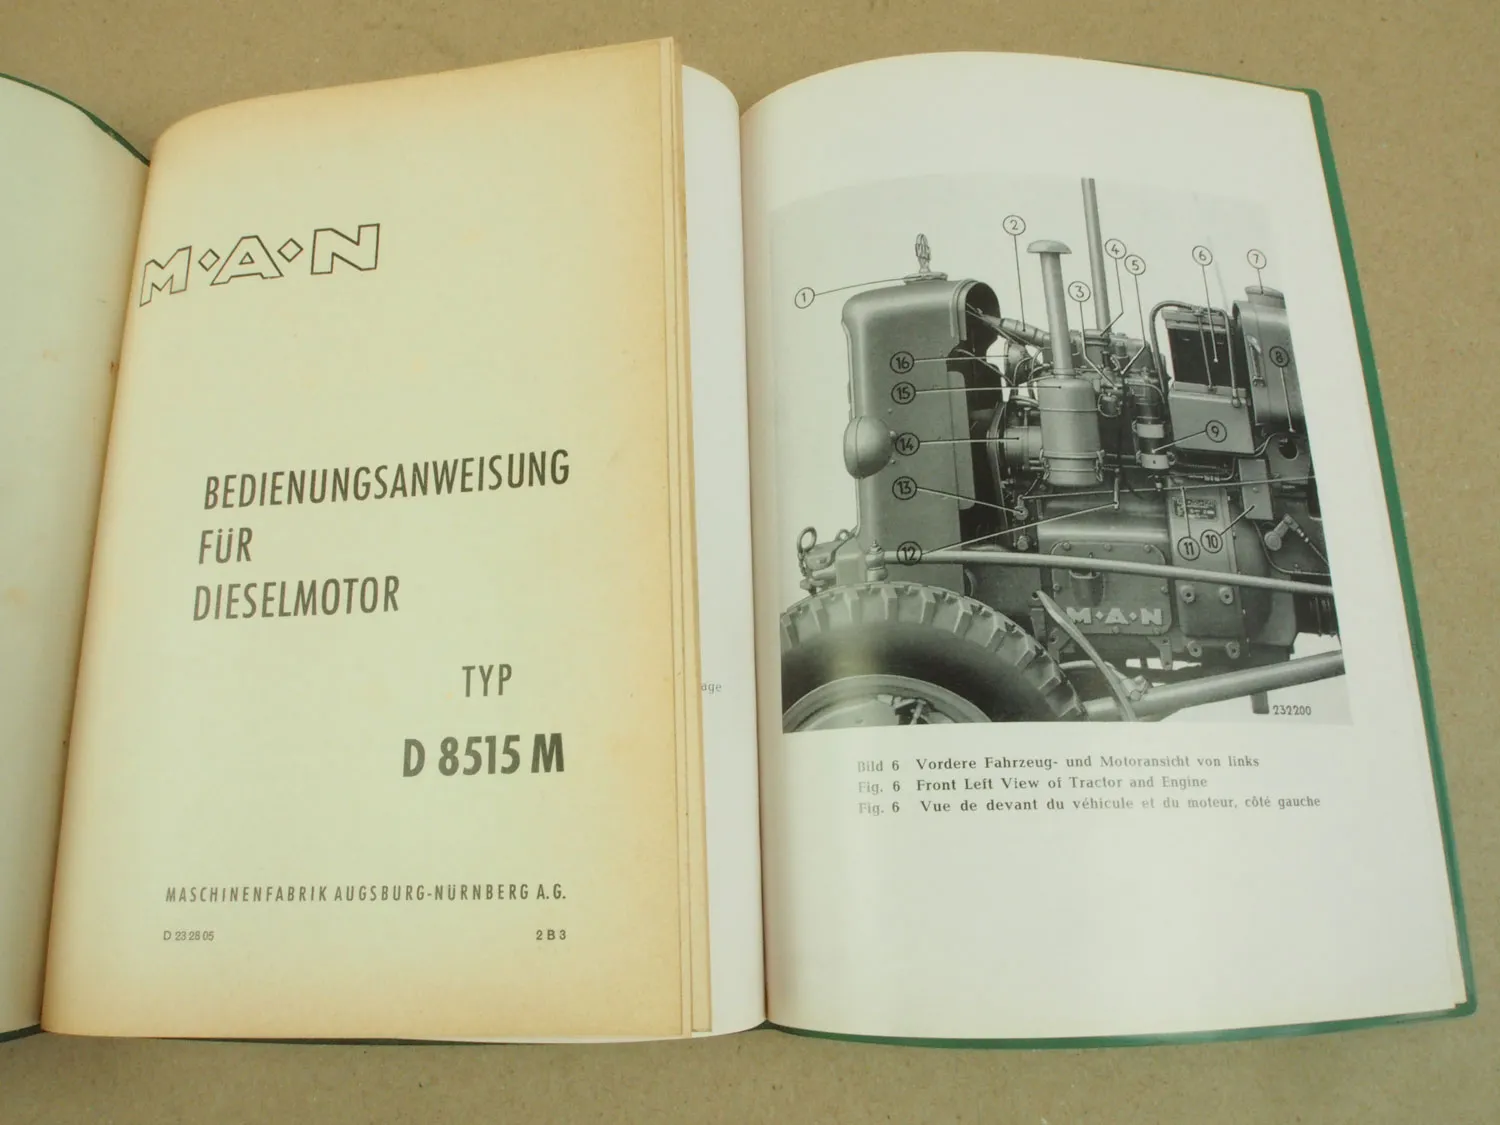 M·A·N
BEDIENUNGSANWEISUNG
FÜR
DIESELMOTOR
TYP
D 8515 M
MASCHINENFABRIK AUGSBURG-NÜRNBERG A.G.
D 23 28 05
2 B 3
age
1
2
3
4
5
6
7
8
9
10
11
12
13
14
15
16
M·A·N
232200
Bild 6 Vordere Fahrzeug- und Motoransicht von links
Fig. 6 Front Left View of Tractor and Engine
Fig. 6 Vue de devant du véhicule et du moteur, côté gauche